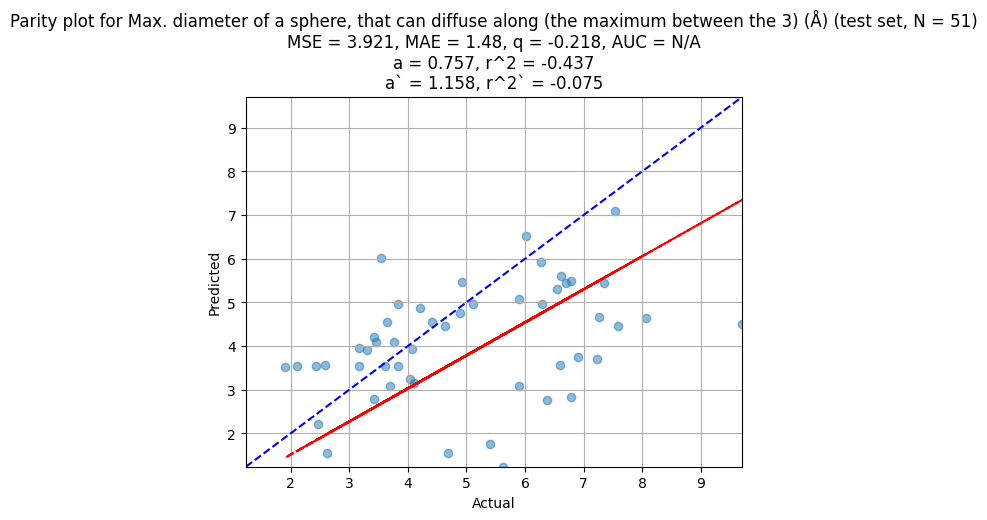 Parity plot for Max. diameter of a sphere, that can diffuse along (the maximum between the 3) (Å) (test set, N = 51)
MSE = 3.921, MAE = 1.48, q = -0.218, AUC = N/A
a = 0.757, r^2 = -0.437
a` = 1.158, r^2` = -0.075
9
8
7
6
5
4
3
2
Predicted
2 3 4 5 6 7 8 9
Actual